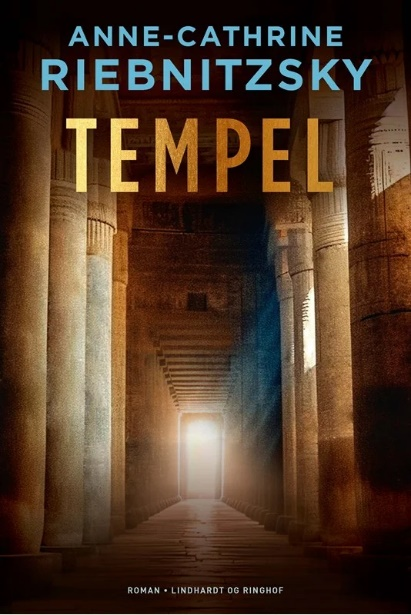 ANNE-CATHRINE
RIEBNITZSKY
TEMPEL
ROMAN • LINDHARDT OG RINGHOF